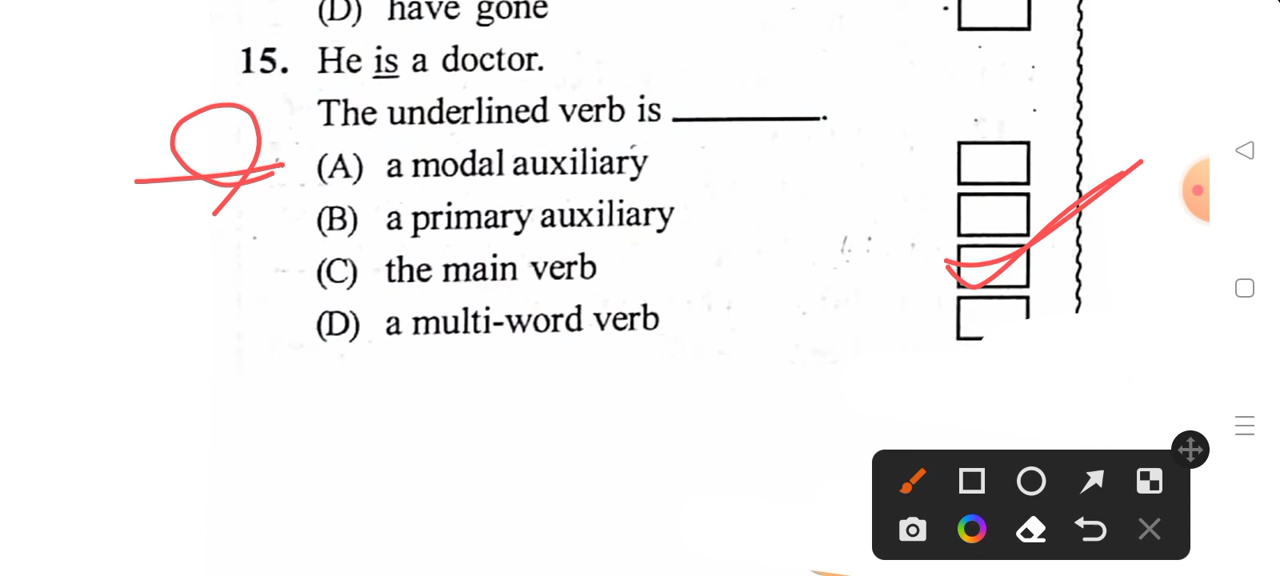 (D) have gone
15. He is a doctor.
The underlined verb is ________.
(A) a modal auxiliary
(B) a primary auxiliary
(C) the main verb
(D) a multi-word verb